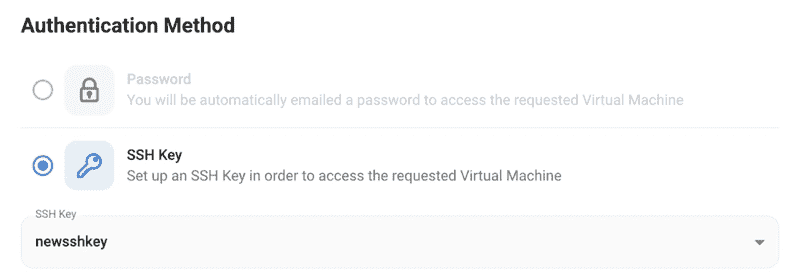 Authentication Method
Password
You will be automatically emailed a password to access the requested Virtual Machine
SSH Key
Set up an SSH Key in order to access the requested Virtual Machine
SSH Key
newsshkey